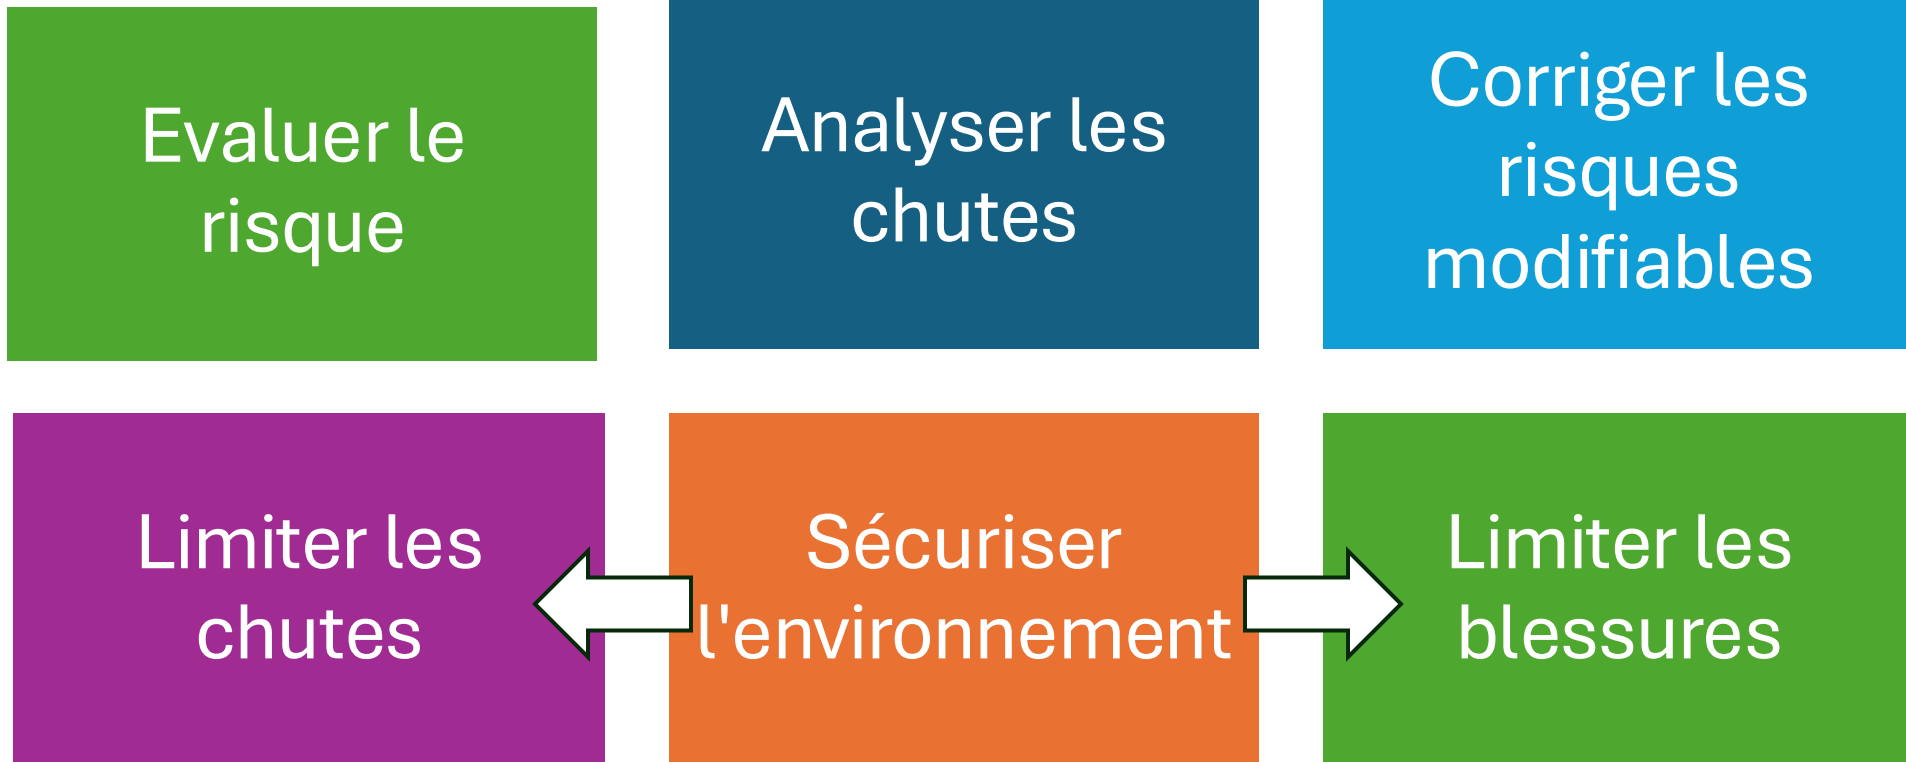 Evaluer le
risque
Analyser les
chutes
Corriger les
risques
modifiables
Limiter les
chutes
Sécuriser
l'environnement
Limiter les
blessures